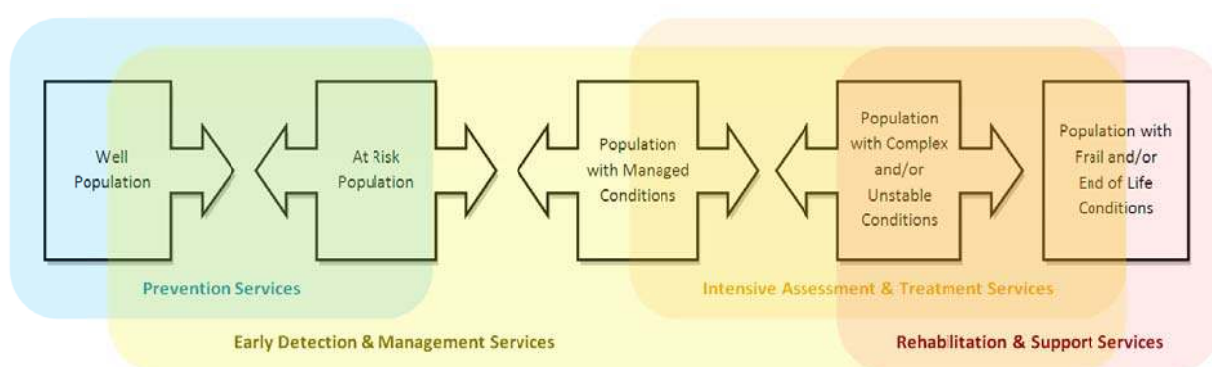 Well
Population
At Risk
Population
Population
with Managed
Conditions
Population
with Complex
and/or
Unstable
Conditions
Population with
Frail and/or
End of Life
Conditions
Prevention Services
Intensive Assessment & Treatment Services
Early Detection & Management Services
Rehabilitation & Support Services